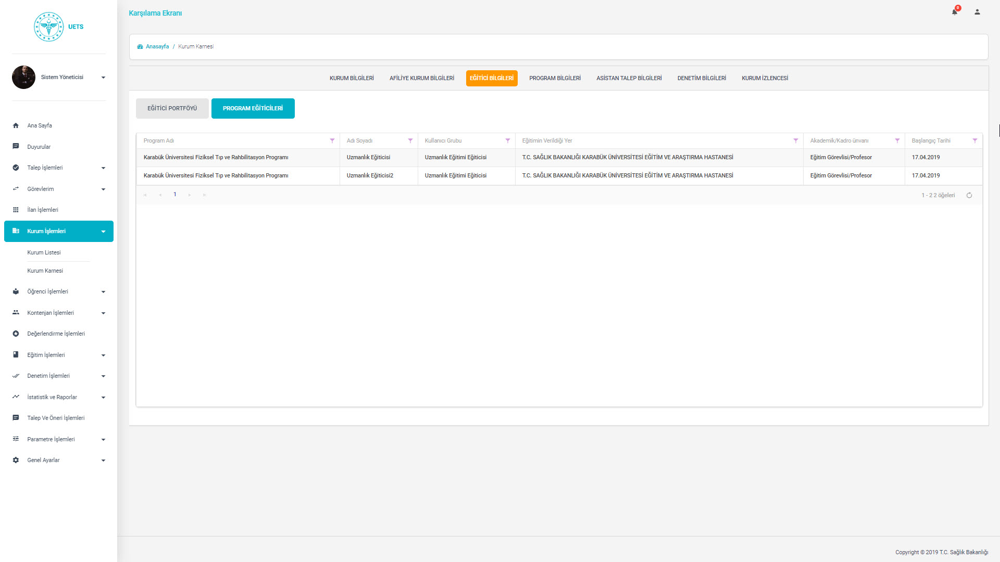 UETS
Sistem Yöneticisi
Ana Sayfa
Duyurular
Talep İşlemleri
Görevlerim
İlan İşlemleri
Kurum İşlemleri
Kurum Listesi
Kurum Karnesi
Öğrenci İşlemleri
Kontenjan İşlemleri
Değerlendirme İşlemleri
Eğitim İşlemleri
Denetim İşlemleri
İstatistik ve Raporlar
Talep Ve Öneri İşlemleri
Parametre İşlemleri
Genel Ayarlar
Karşılama Ekranı
0
Anasayfa / Kurum Karnesi
KURUM BİLGİLERİ AFİLİYE KURUM BİLGİLERİ EĞİTİCİ BİLGİLERİ PROGRAM BİLGİLERİ ASİSTAN TALEP BİLGİLERİ DENETİM BİLGİLERİ KURUM İZLENCESİ
EĞİTİCİ PORTFÖYÜ PROGRAM EĞİTİCİLERİ
Program Adı Adı Soyadı Kullanıcı Grubu Eğitimin Verildiği Yer Akademik/Kadro ünvanı Başlangıç Tarihi
Karabük Üniversitesi Fiziksel Tıp ve Rahbilitasyon Programı Uzmanlık Eğiticisi Uzmanlık Eğitimi Eğiticisi T.C. SAĞLIK BAKANLIĞI KARABÜK ÜNİVERSİTESİ EĞİTİM VE ARAŞTIRMA HASTANESİ Eğitim Görevlisi/Profesor 17.04.2019
Karabük Üniversitesi Fiziksel Tıp ve Rahbilitasyon Programı Uzmanlık Eğiticisi2 Uzmanlık Eğitimi Eğiticisi T.C. SAĞLIK BAKANLIĞI KARABÜK ÜNİVERSİTESİ EĞİTİM VE ARAŞTIRMA HASTANESİ Eğitim Görevlisi/Profesor 17.04.2019
1 1 - 2 2 öğeleri
Copyright © 2019 T.C. Sağlık Bakanlığı